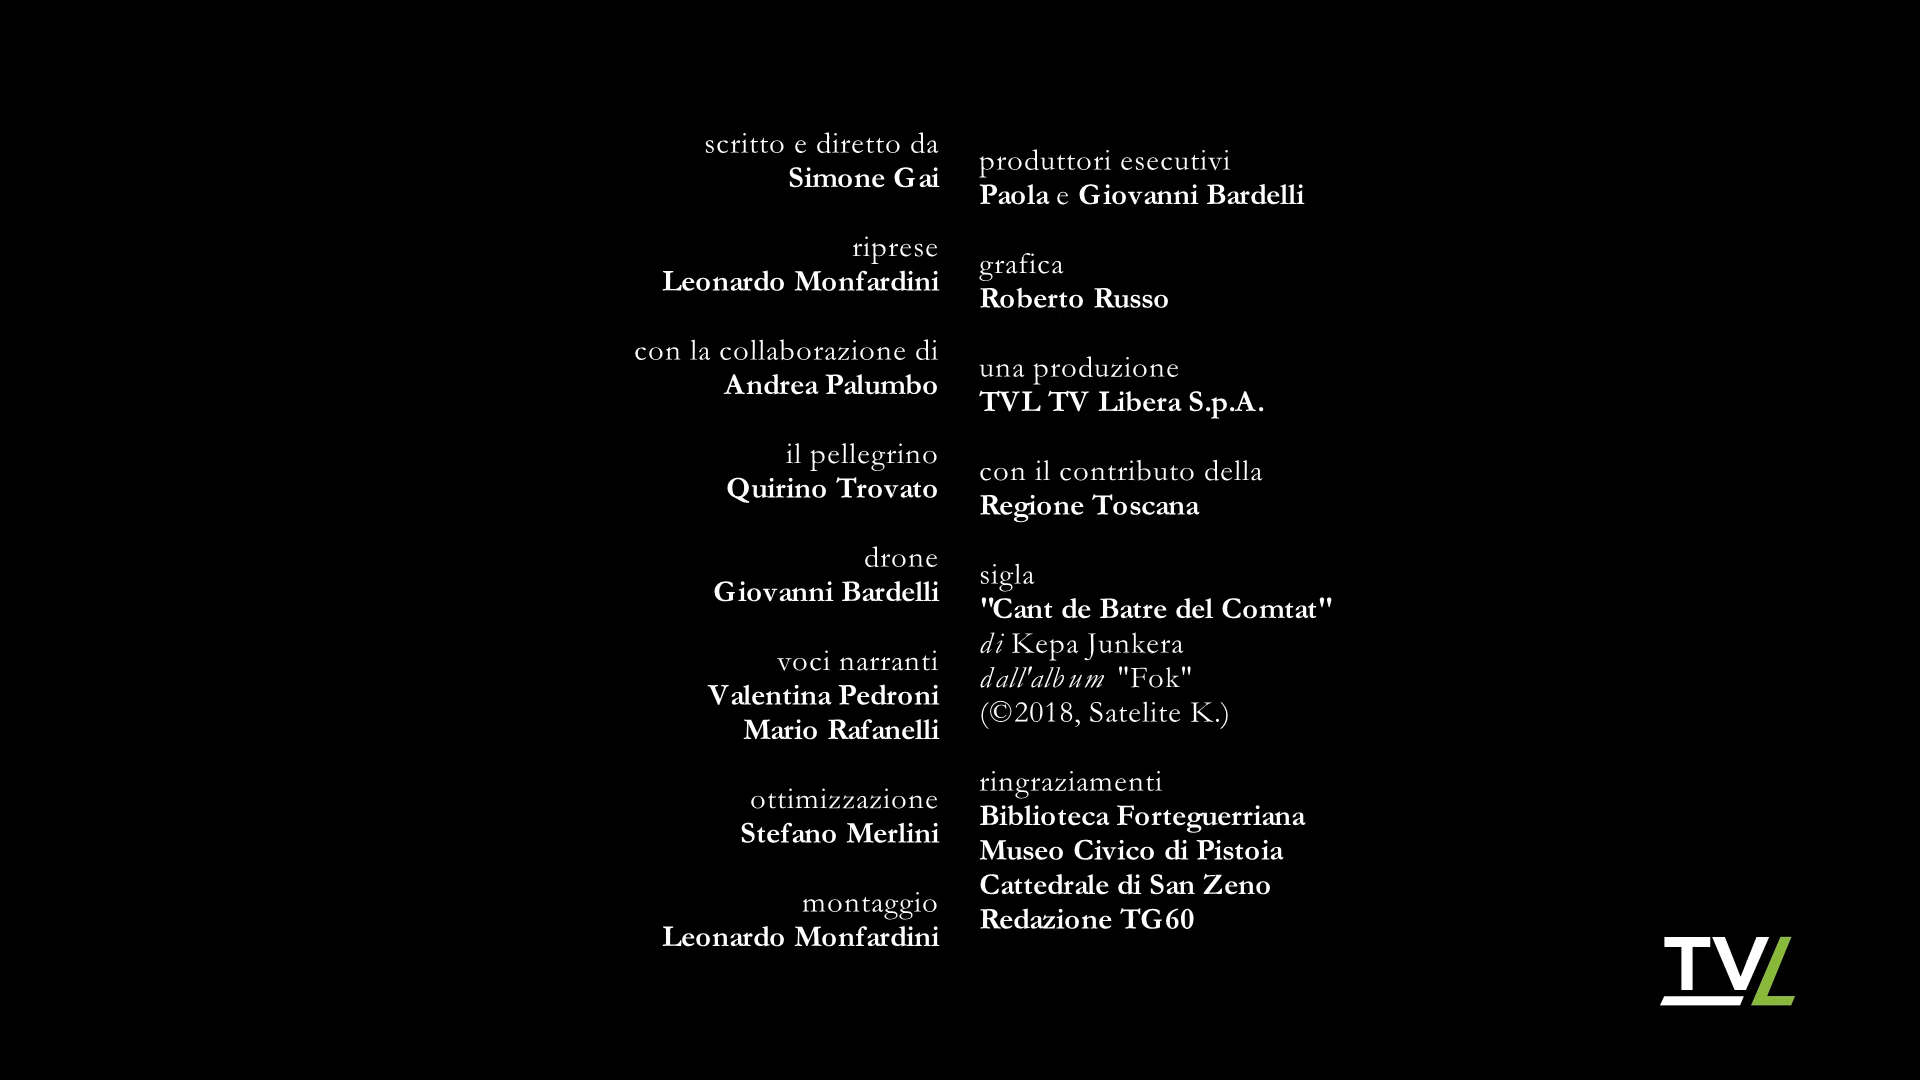 scritto e diretto da
Simone Gai
riprese
Leonardo Monfardini
con la collaborazione di
Andrea Palumbo
il pellegrino
Quirino Trovato
drone
Giovanni Bardelli
voci narranti
Valentina Pedroni
Mario Rafanelli
ottimizzazione
Stefano Merlini
montaggio
Leonardo Monfardini
produttori esecutivi
Paola e Giovanni Bardelli
grafica
Roberto Russo
una produzione
TVL TV Libera S.p.A.
con il contributo della
Regione Toscana
sigla
"Cant de Batre del Comtat"
di Kepa Junkera
dall'album "Fok"
(©2018, Satelite K.)
ringraziamenti
Biblioteca Forteguerriana
Museo Civico di Pistoia
Cattedrale di San Zeno
Redazione TG60
TVL